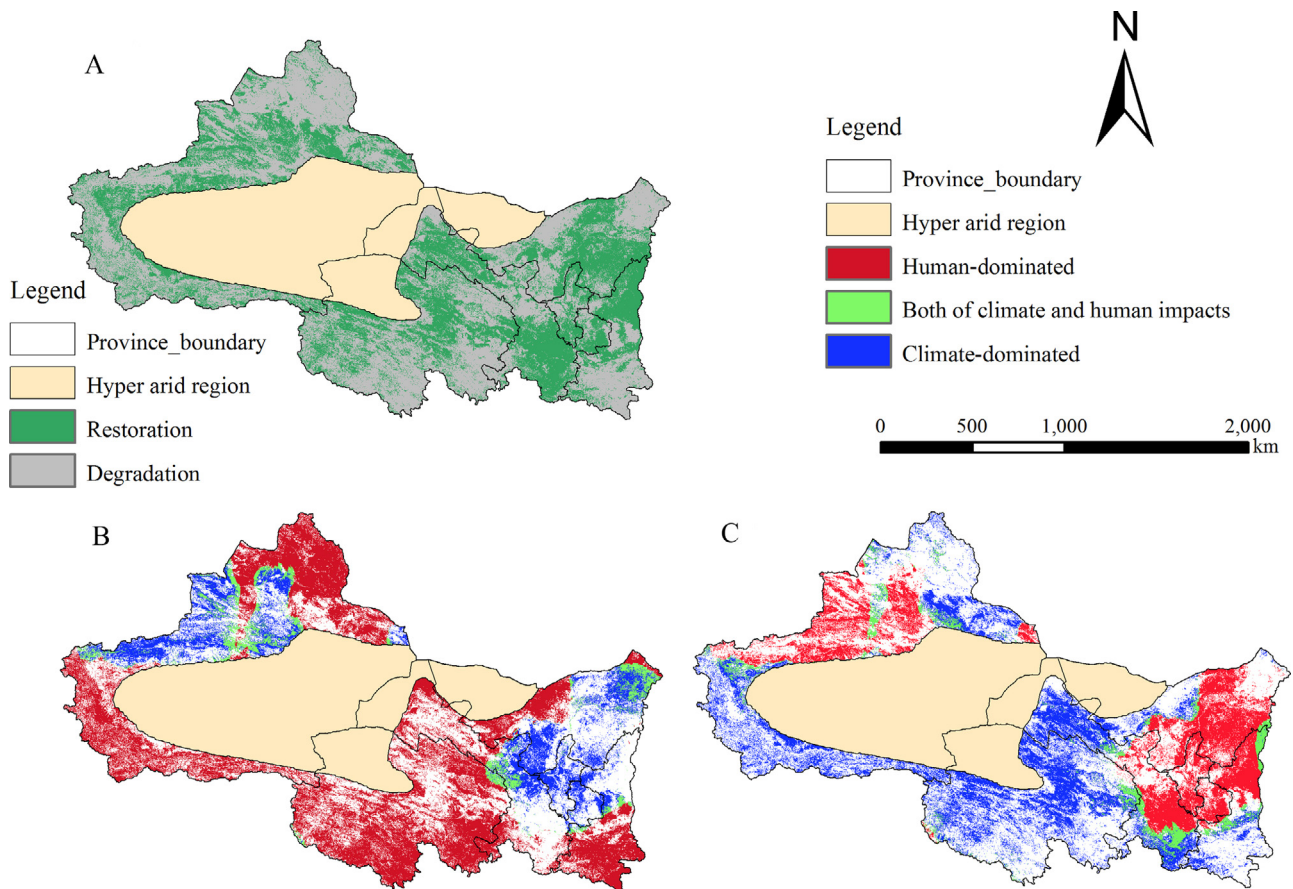 A
Legend
Province_boundary
Hyper arid region
Restoration
Degradation
N
Legend
Province_boundary
Hyper arid region
Human-dominated
Both of climate and human impacts
Climate-dominated
0 500 1,000 2,000
km
B
C